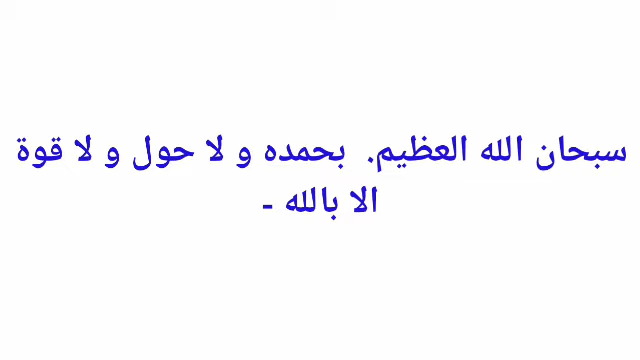 سبحان الله العظيم.  بحمده و لا حول و لا قوة
الا بالله -